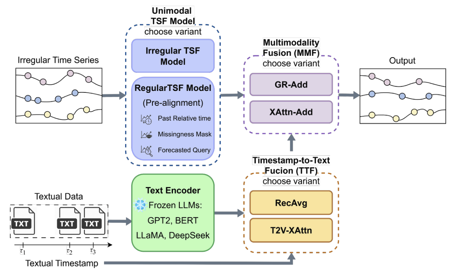 Unimodal
TSF Model
choose variant
Irregular TSF
Model
RegularTSF Model
(Pre-alignment)
Past Relative time
Missingness Mask
Forecasted Query
Irregular Time Series
Multimodality
Fusion (MMF)
choose variant
GR-Add
XAttn-Add
Output
Timestamp-to-Text
Fucion (TTF)
choose variant
RecAvg
T2V-XAttn
Text Encoder
Frozen LLMs:
GPT2, BERT
LLaMA, DeepSeek
Textual Data
TXT
TXT
TXT
τ1
τ2
τ3
Textual Timestamp